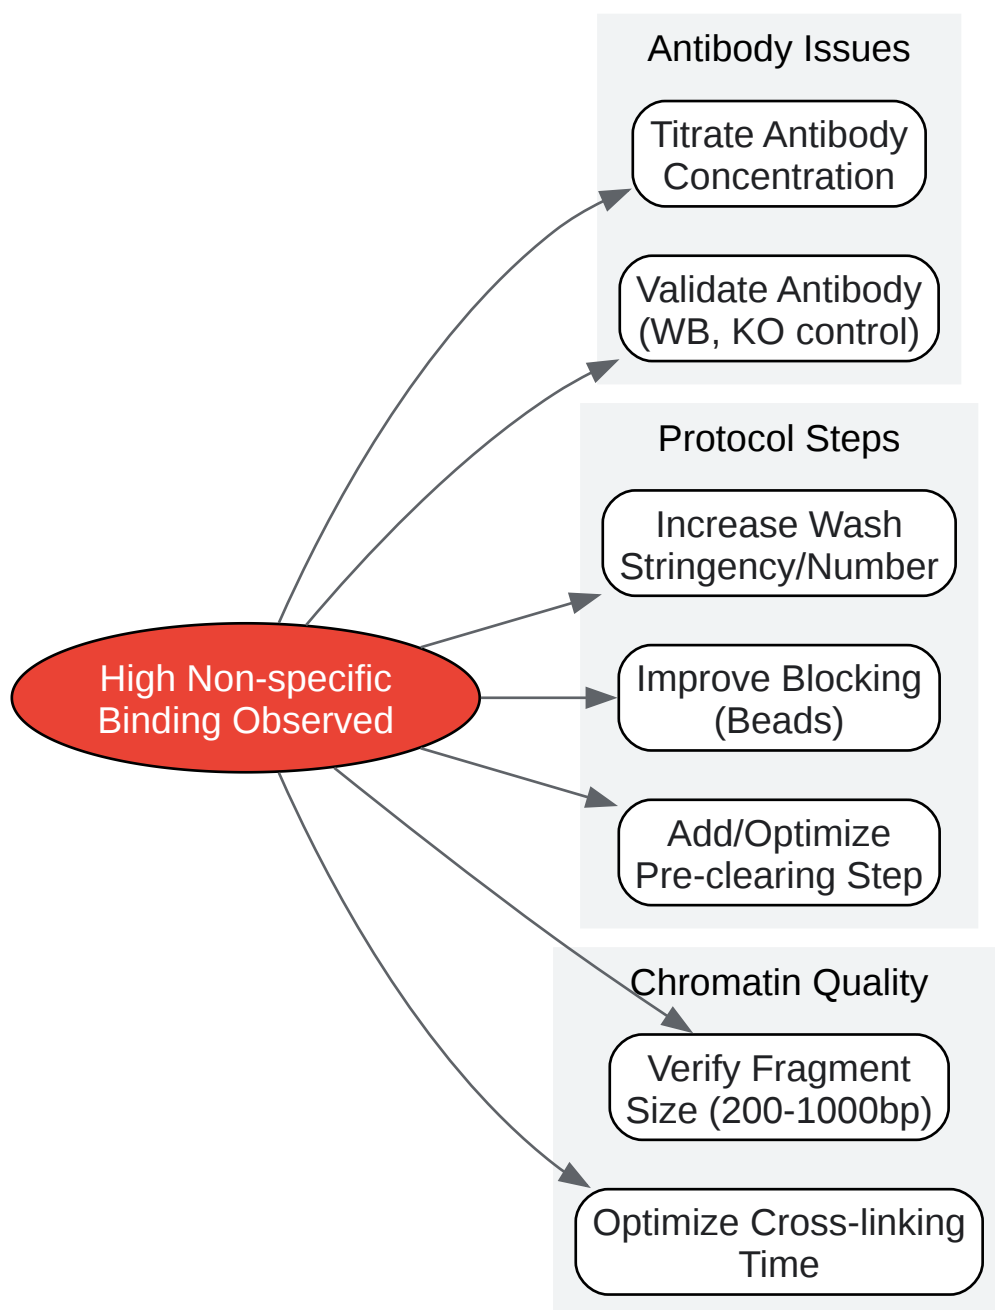 Antibody Issues
Titrate Antibody
Concentration
Validate Antibody
(WB, KO control)
Protocol Steps
Increase Wash
Stringency/Number
High Non-specific
Binding Observed
Improve Blocking
(Beads)
Add/Optimize
Pre-clearing Step
Chromatin Quality
Verify Fragment
Size (200-1000bp)
Optimize Cross-linking
Time